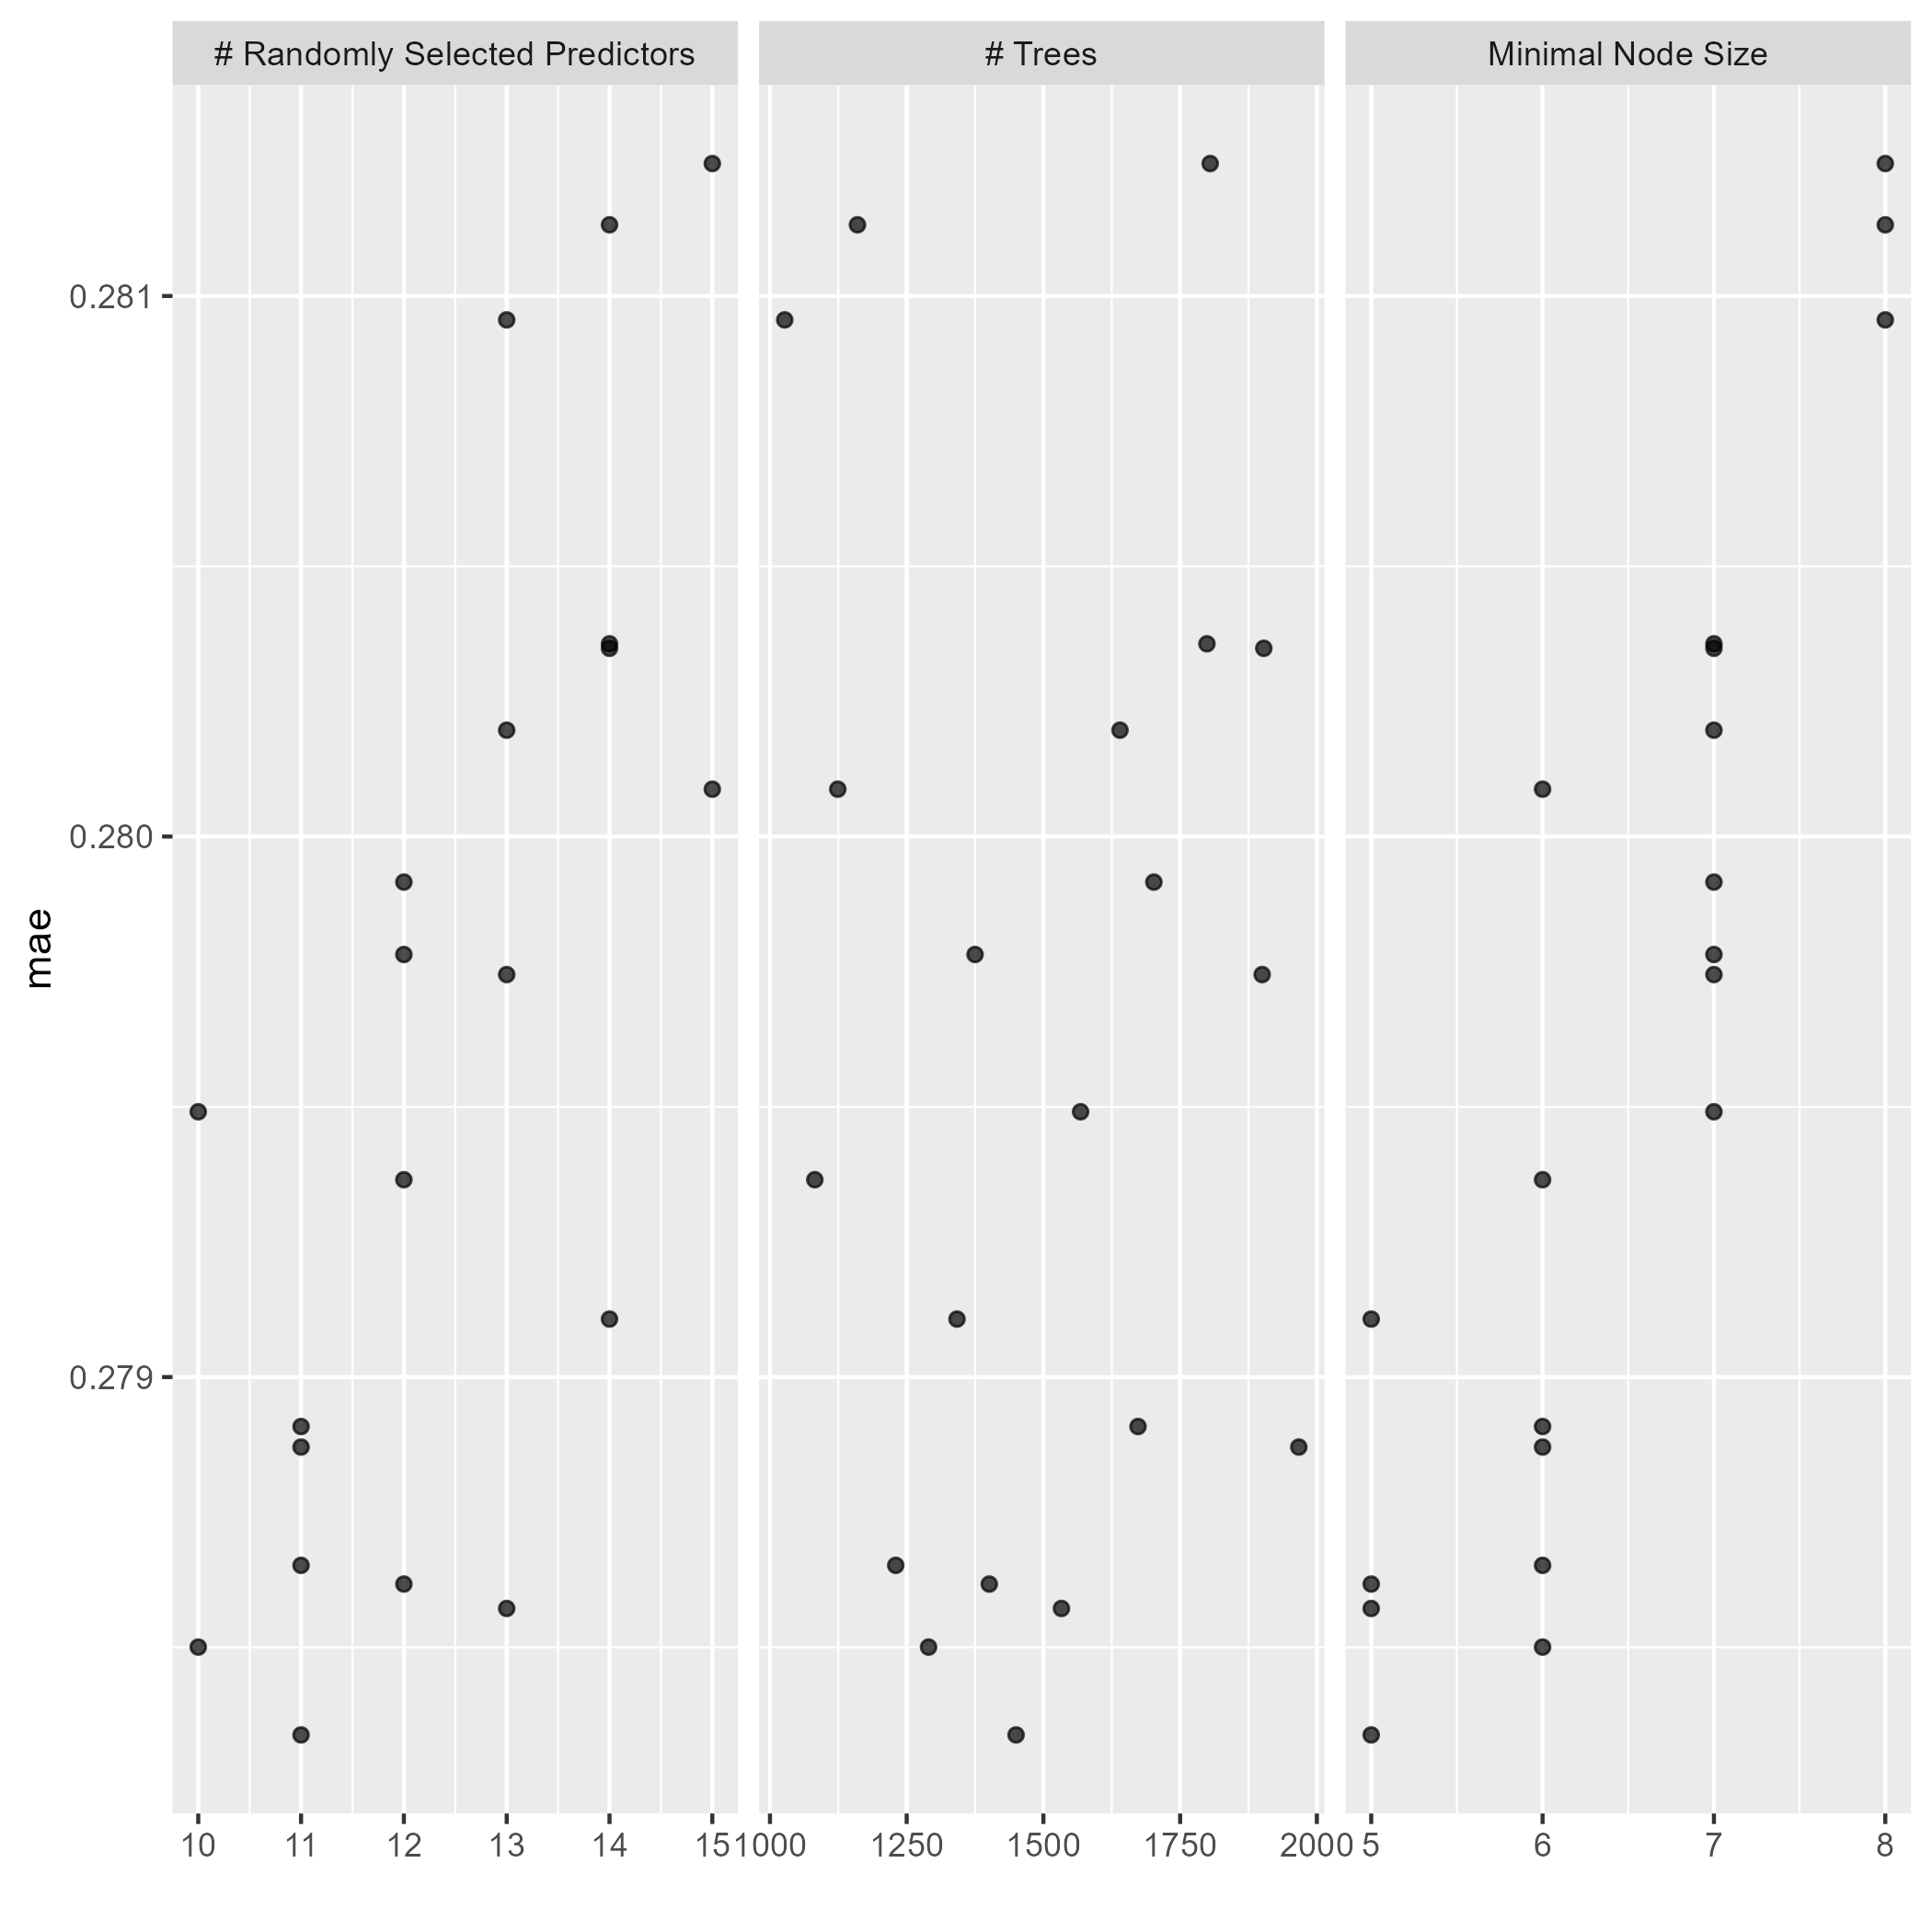 # Randomly Selected Predictors
# Trees
Minimal Node Size
mae
0.281
0.280
0.279
10 11 12 13 14 15
1000 1250 1500 1750 2000
5 6 7 8